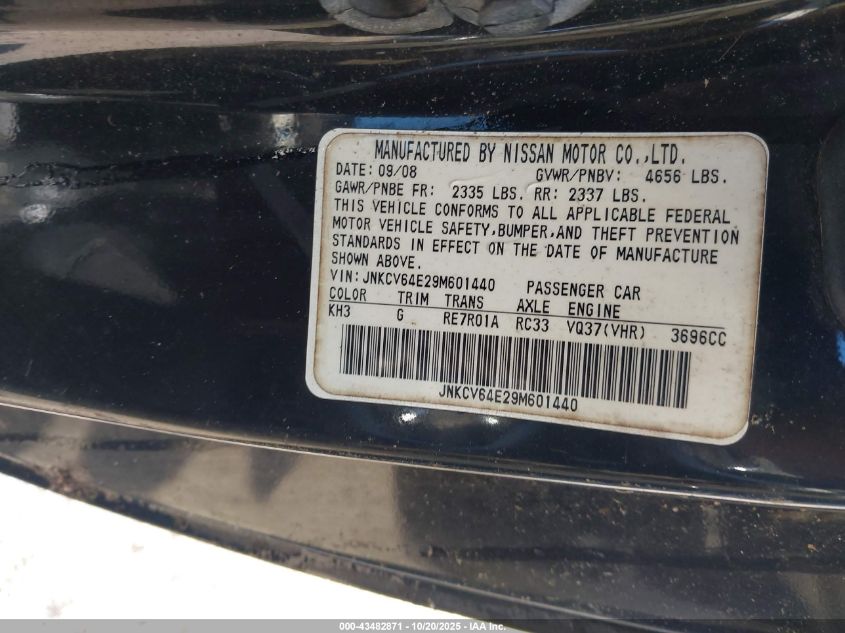 MANUFACTURED BY NISSAN MOTOR CO.,LTD.
DATE: 09/08 GVWR/PNBV: 4656 LBS.
GAWR/PNBE FR: 2335 LBS. RR: 2337 LBS.
THIS VEHICLE CONFORMS TO ALL APPLICABLE FEDERAL
MOTOR VEHICLE SAFETY,BUMPER,AND THEFT PREVENTION
STANDARDS IN EFFECT ON THE DATE OF MANUFACTURE
SHOWN ABOVE.
VIN:JNKCV64E29M601440 PASSENGER CAR
COLOR TRIM TRANS AXLE ENGINE
KH3 G RE7R01A RC33 VQ37(VHR) 3696CC
JNKCV64E29M601440
000-43482871 - 10/20/2025 - IAA Inc.